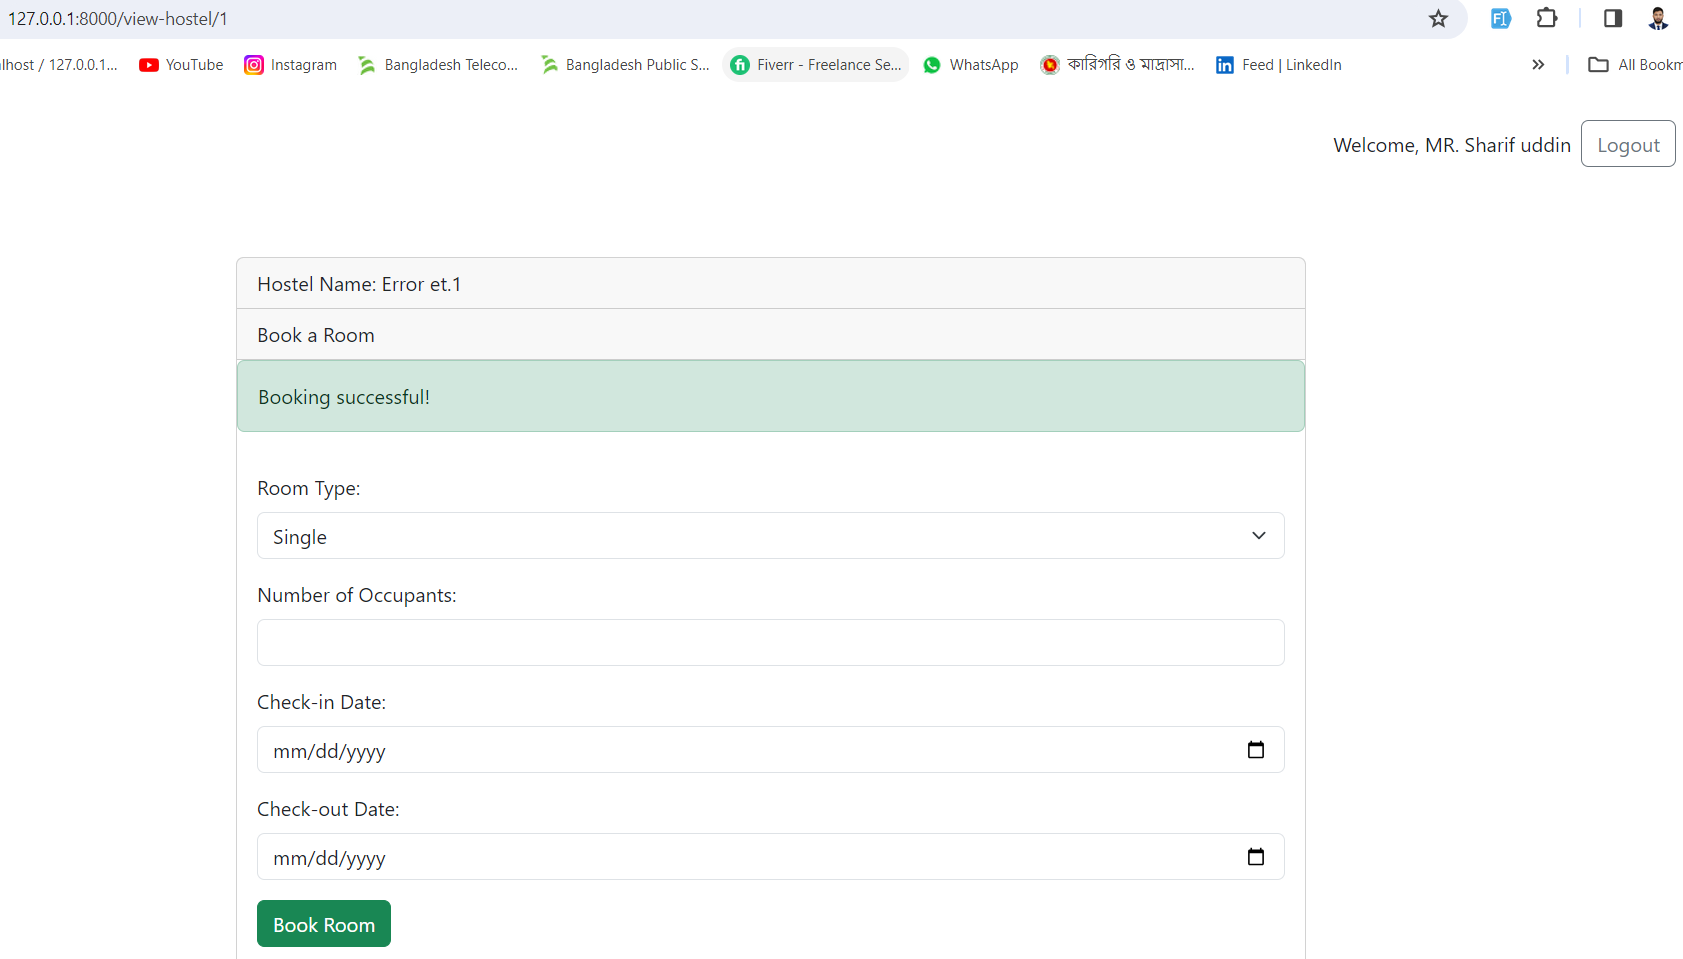 127.0.0.1:8000/view-hostel/1
lhost / 127.0.0.1... YouTube Instagram Bangladesh Teleco... Bangladesh Public S... Fiverr - Freelance Se... WhatsApp কারিগরি ও মাদ্রাসা... Feed | LinkedIn » All Bookm
Welcome, MR. Sharif uddin Logout
Hostel Name: Error et.1
Book a Room
Booking successful!
Room Type:
Single
Number of Occupants:
Check-in Date:
mm/dd/yyyy
Check-out Date:
mm/dd/yyyy
Book Room